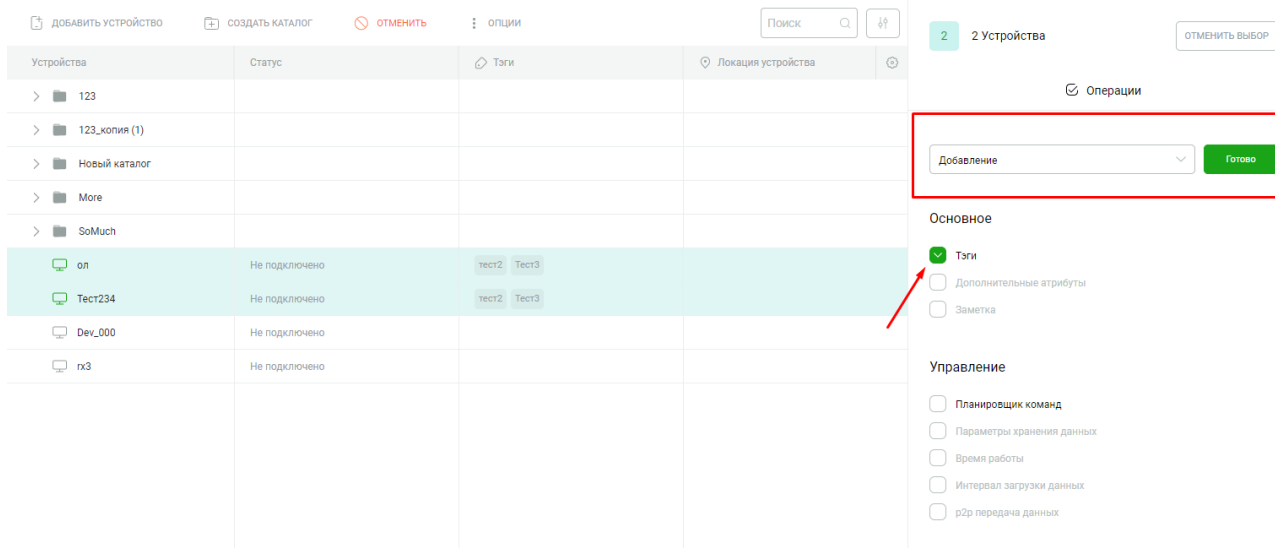 ДОБАВИТЬ УСТРОЙСТВО СОЗДАТЬ КАТАЛОГ ОТМЕНИТЬ ОПЦИИ Поиск
Устройства Статус Тэги Локация устройства
123
123_копия (1)
Новый каталог
More
SoMuch
ол Не подключено тест2 Тест3
Тест234 Не подключено тест2 Тест3
Dev_000 Не подключено
rx3 Не подключено
2 2 Устройства ОТМЕНИТЬ ВЫБОР
Операции
Добавление Готово
Основное
Тэги
Дополнительные атрибуты
Заметка
Управление
Планировщик команд
Параметры хранения данных
Время работы
Интервал загрузки данных
p2p передача данных